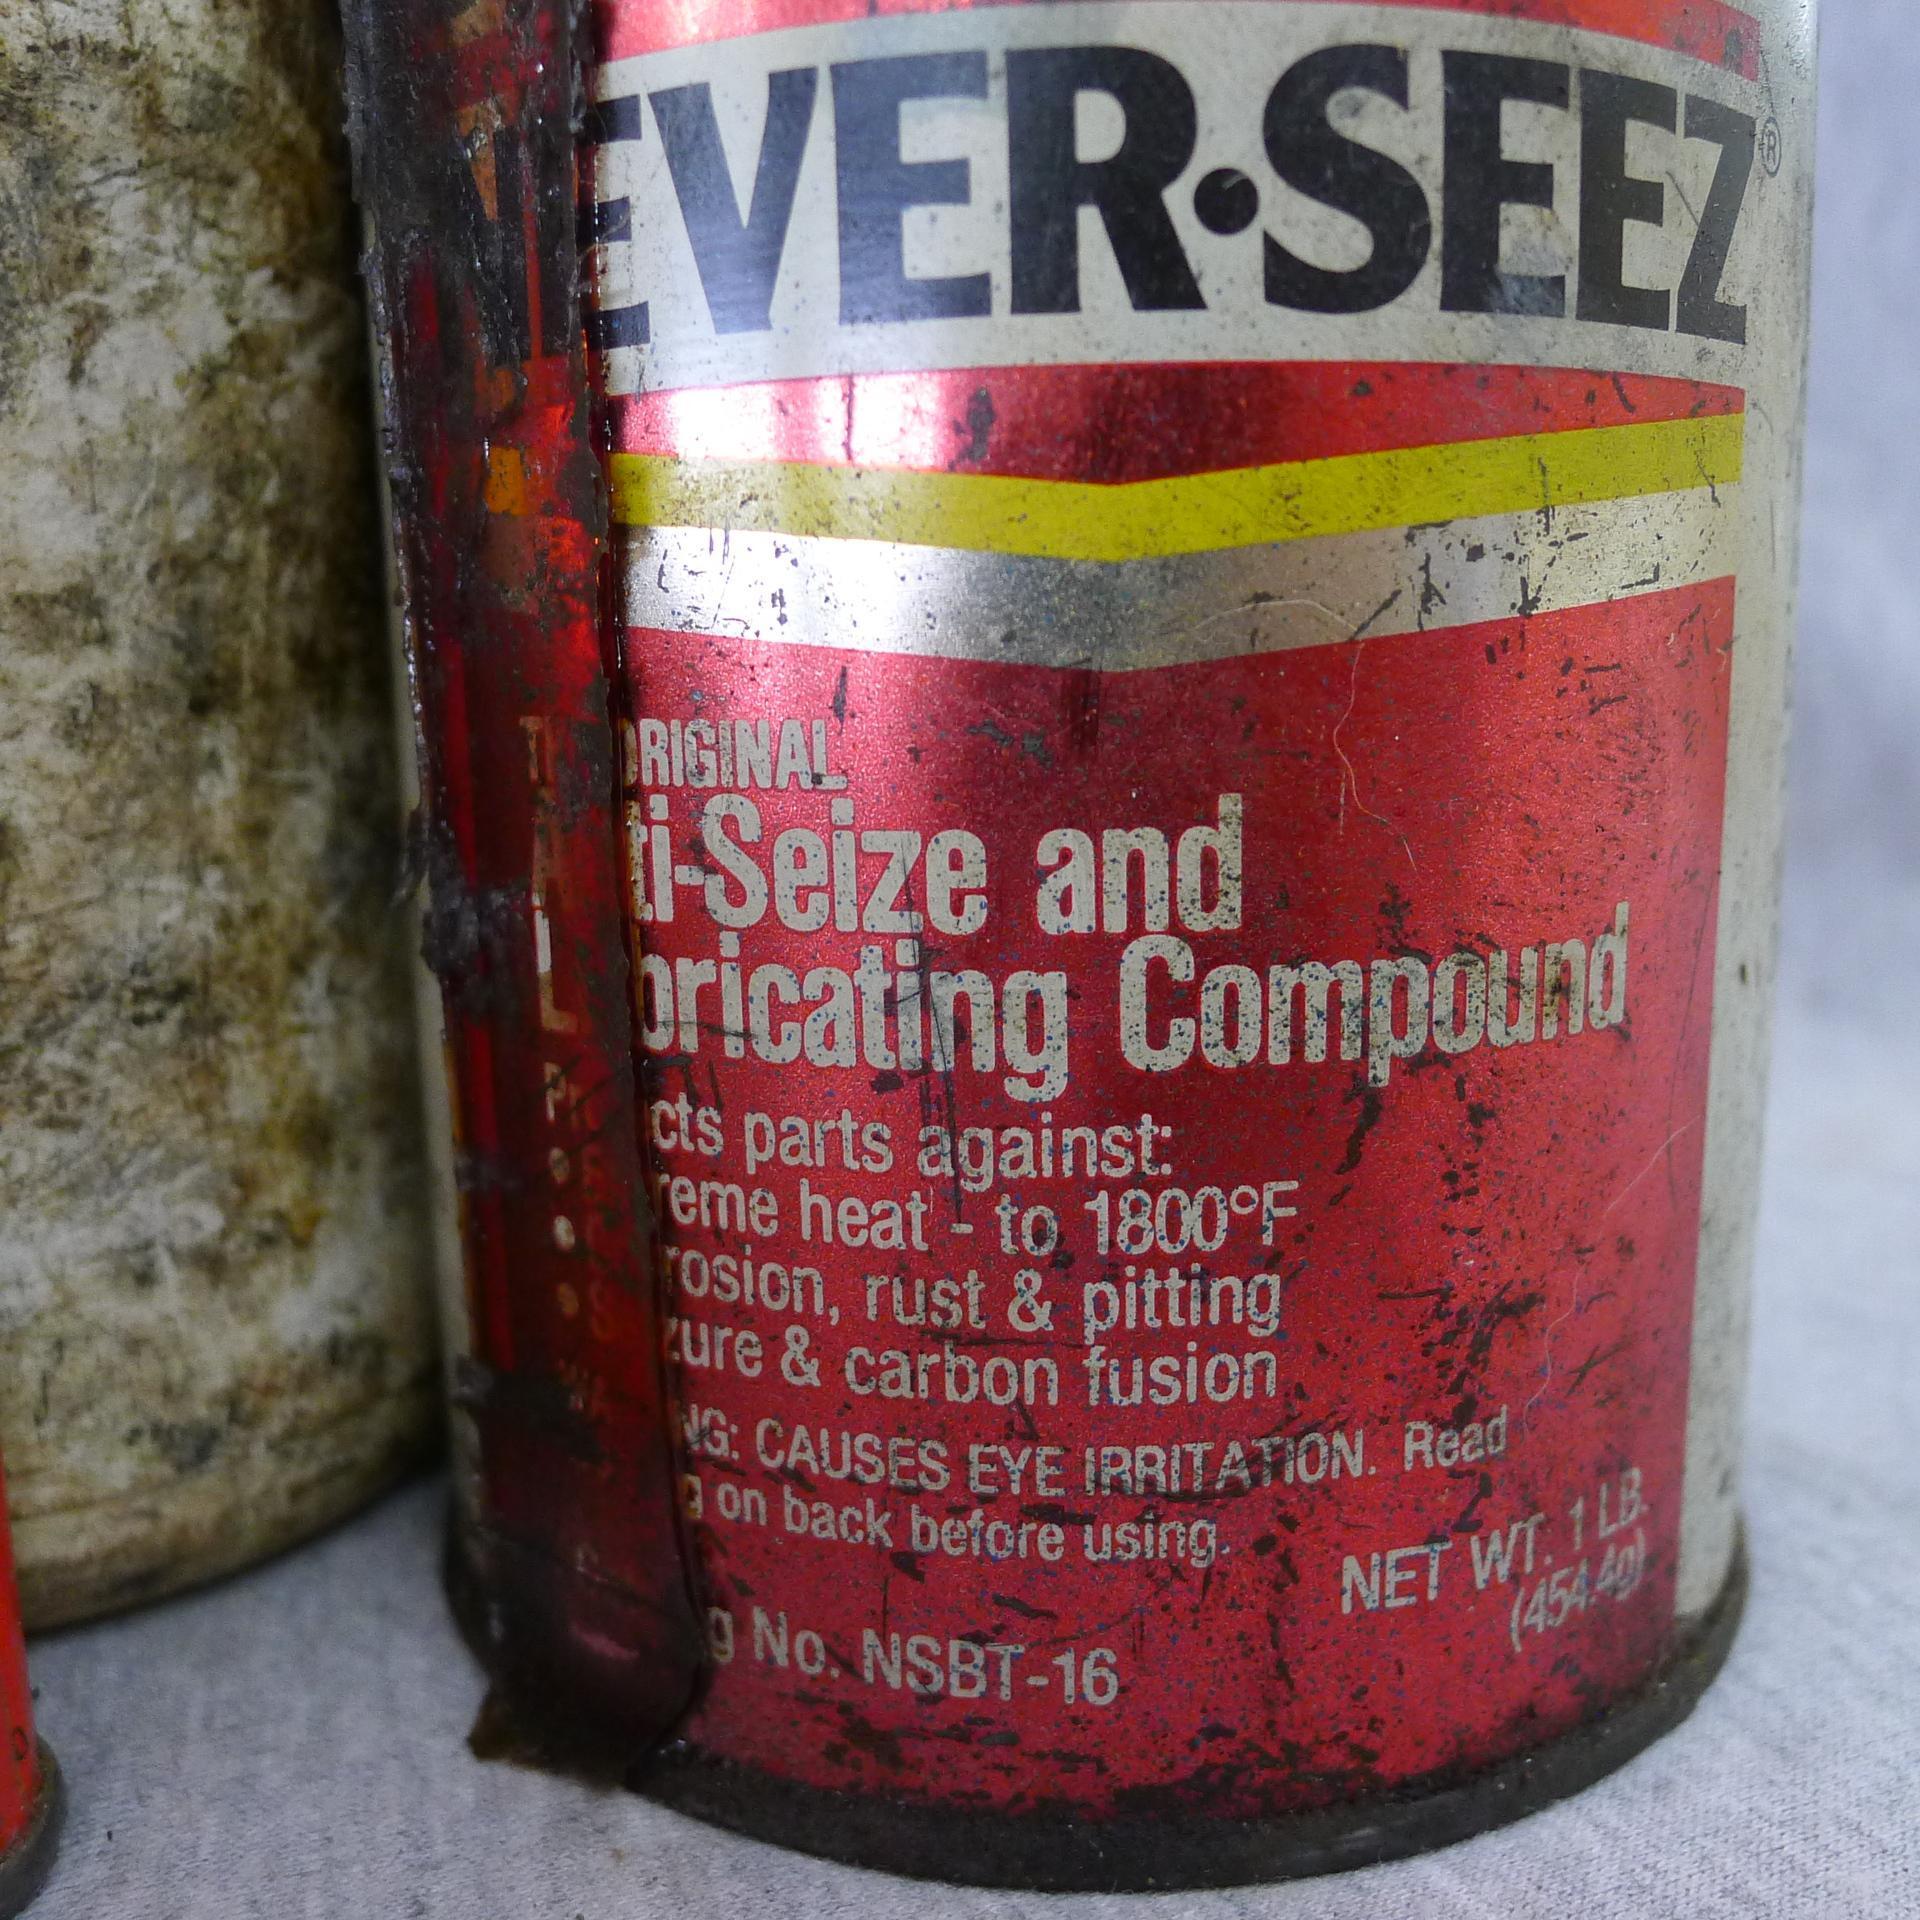 NEVER·SEEZ®
ORIGINAL
ti-Seize and
bricating Compound
cts parts against:
reme heat - to 1800°F
rosion, rust & pitting
zure & carbon fusion
NG: CAUSES EYE IRRITATION. Read
g on back before using.
NET WT. 1 LB.
(454.4g)
g No. NSBT-16